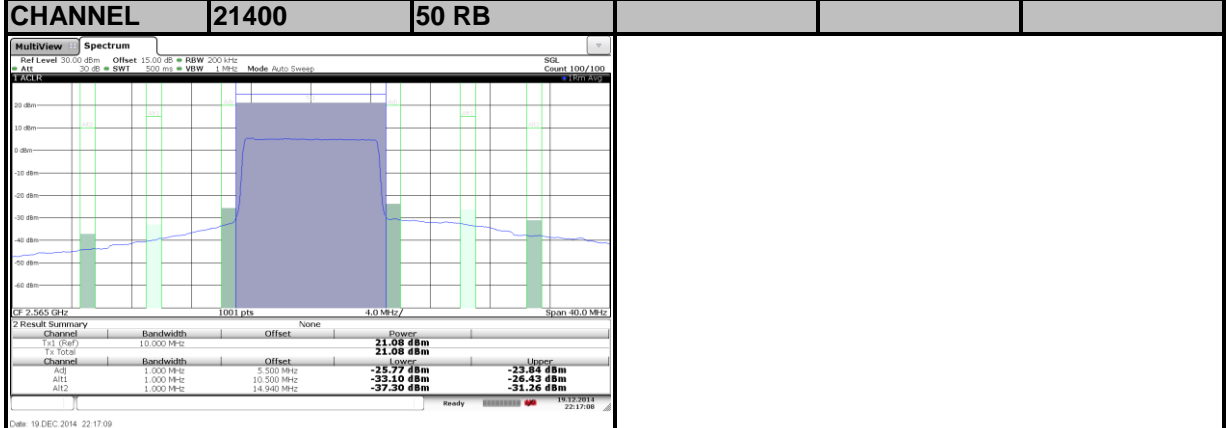 CHANNEL 21400 50 RB
MultiView Spectrum
Ref Level 30.00 dBm Offset 15.00 dB RBW 200 kHz SGL
Att 30 dB SWT 500 ms VBW 1 MHz Mode Auto Sweep Count 100/100
1 ACLR 1Rm Avg
20 dBm
10 dBm
0 dBm
-10 dBm
-20 dBm
-30 dBm
-40 dBm
-50 dBm
-60 dBm
CF 2.565 GHz 1001 pts 4.0 MHz/ Span 40.0 MHz
2 Result Summary None
Channel Bandwidth Offset Power
Tx1 (Ref) 10.000 MHz 21.08 dBm
Tx Total 21.08 dBm
Channel Bandwidth Offset Lower Upper
Adj 1.000 MHz 5.500 MHz -25.77 dBm -23.84 dBm
Alt1 1.000 MHz 10.500 MHz -33.10 dBm -26.43 dBm
Alt2 1.000 MHz 14.940 MHz -37.30 dBm -31.26 dBm
Ready 19.12.2014
22:17:08
Date: 19.DEC.2014 22:17:09